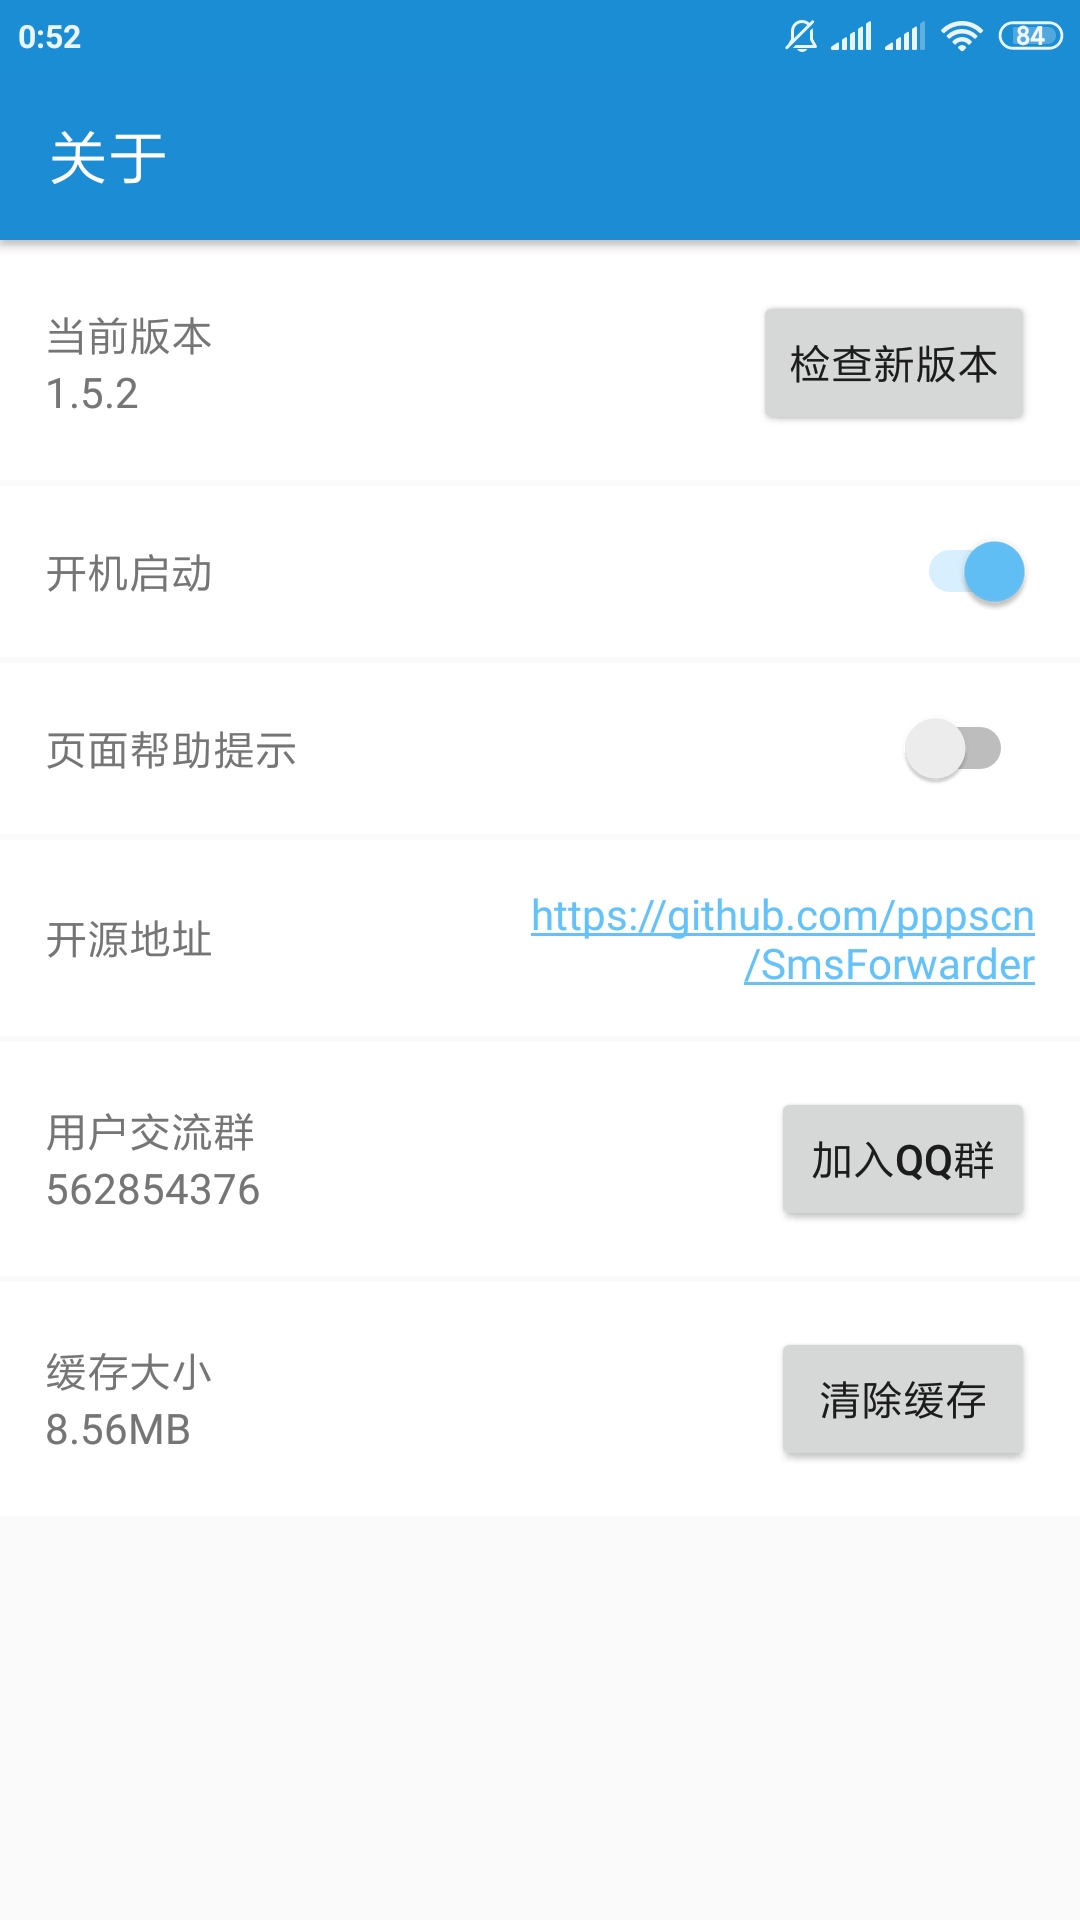 0:52
84
关于
当前版本
1.5.2
检查新版本
开机启动
页面帮助提示
开源地址
https://github.com/pppscn
/SmsForwarder
用户交流群
562854376
加入QQ群
缓存大小
8.56MB
清除缓存